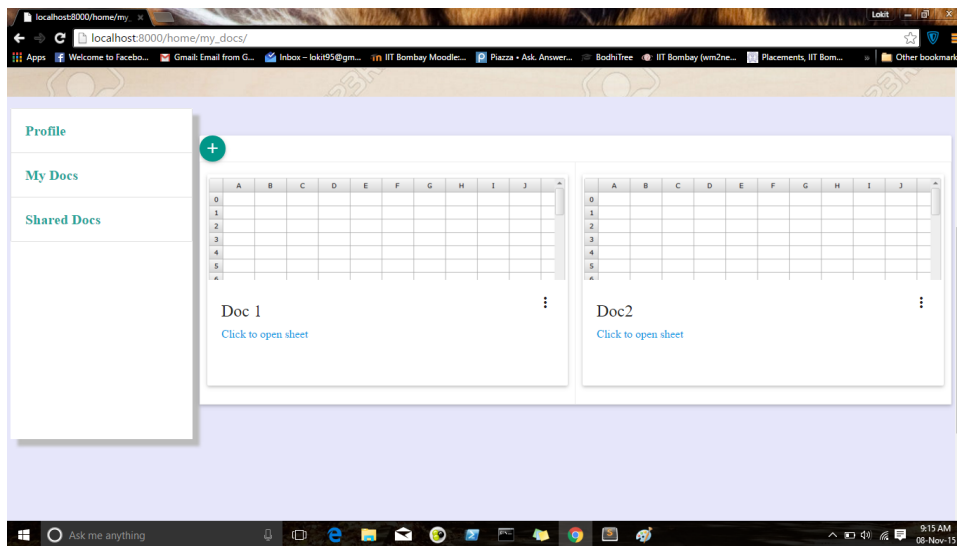 localhost:8000/home/my_
Lokit
localhost:8000/home/my_docs/
Apps Welcome to Facebo... Gmail: Email from G... Inbox – lokit95@gm... IIT Bombay Moodle:... Piazza • Ask. Answer... BodhiTree IIT Bombay (wm2ne... Placements, IIT Bom... » Other bookmark
Profile
My Docs
Shared Docs
+
A B C D E F G H I J
0
1
2
3
4
5
6
Doc 1
Click to open sheet
A B C D E F G H I J
0
1
2
3
4
5
6
Doc2
Click to open sheet
Ask me anything
9:15 AM
08-Nov-15